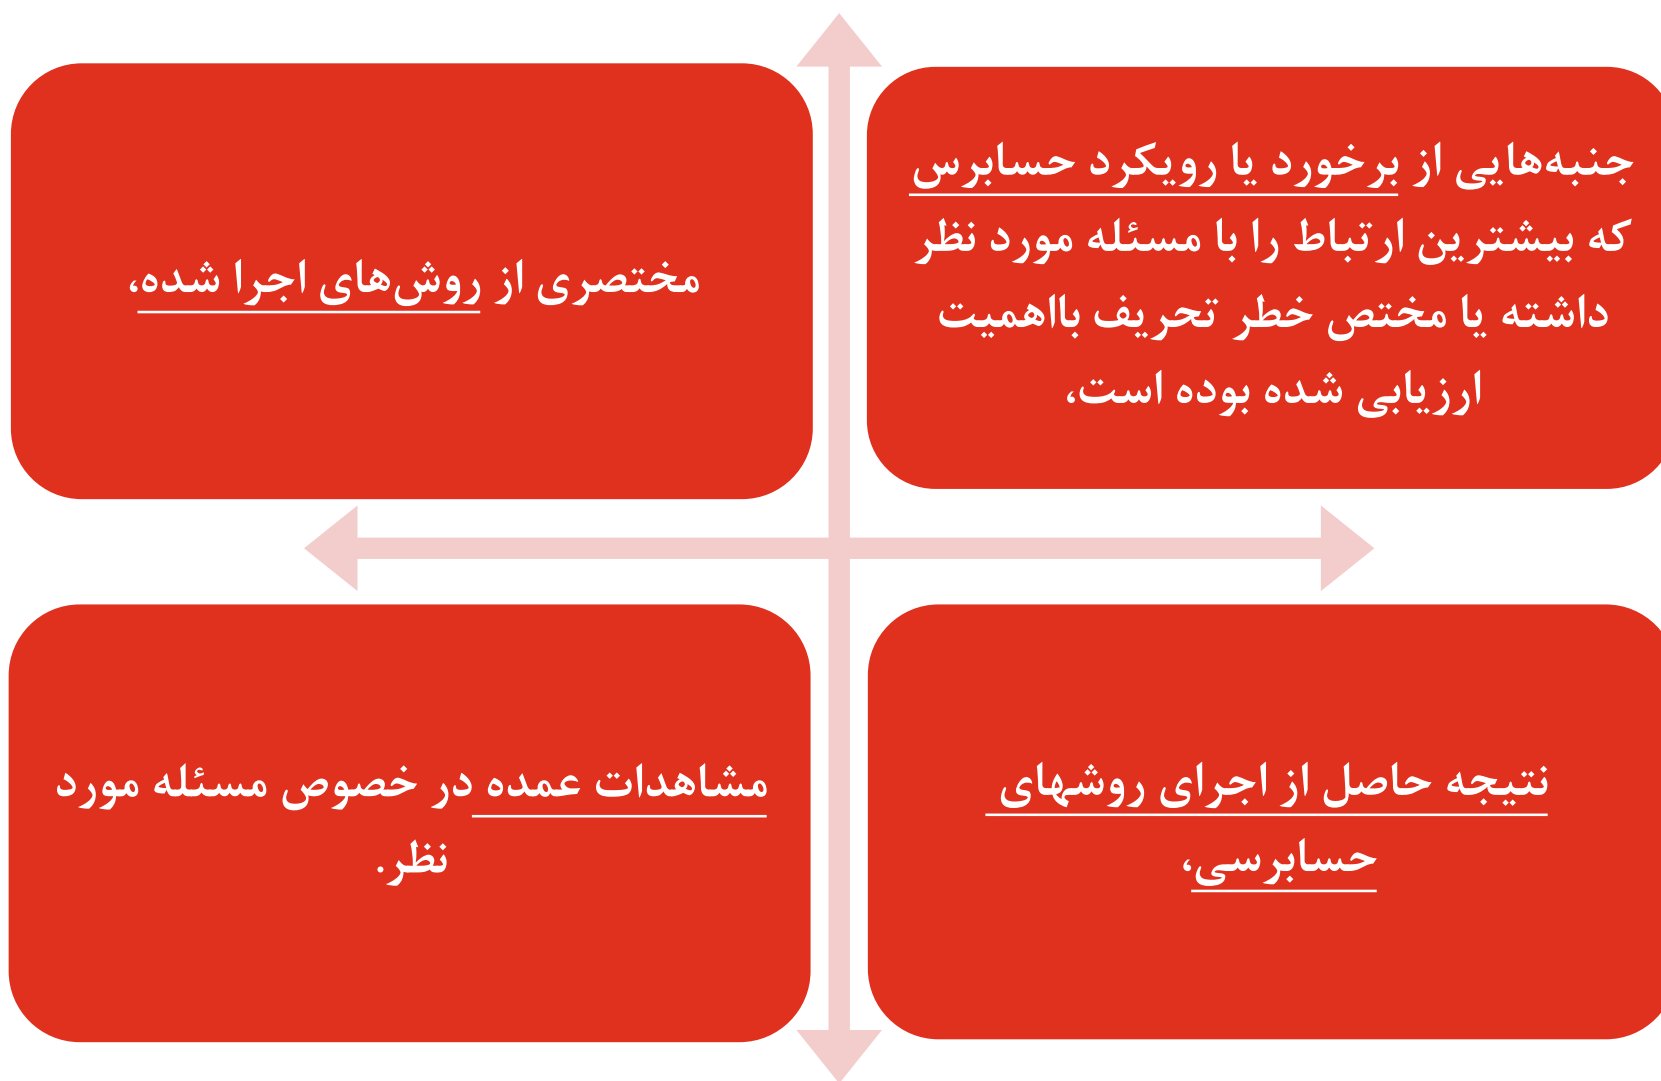 جنبه‌هایی از برخورد یا رویکرد حسابرس
که بیشترین ارتباط را با مسئله مورد نظر
داشته یا مختص خطر تحریف بااهمیت
ارزیابی شده بوده است،
مختصری از روش‌های اجرا شده،
نتیجه حاصل از اجرای روشهای
حسابرسی،
مشاهدات عمده در خصوص مسئله مورد
نظر.